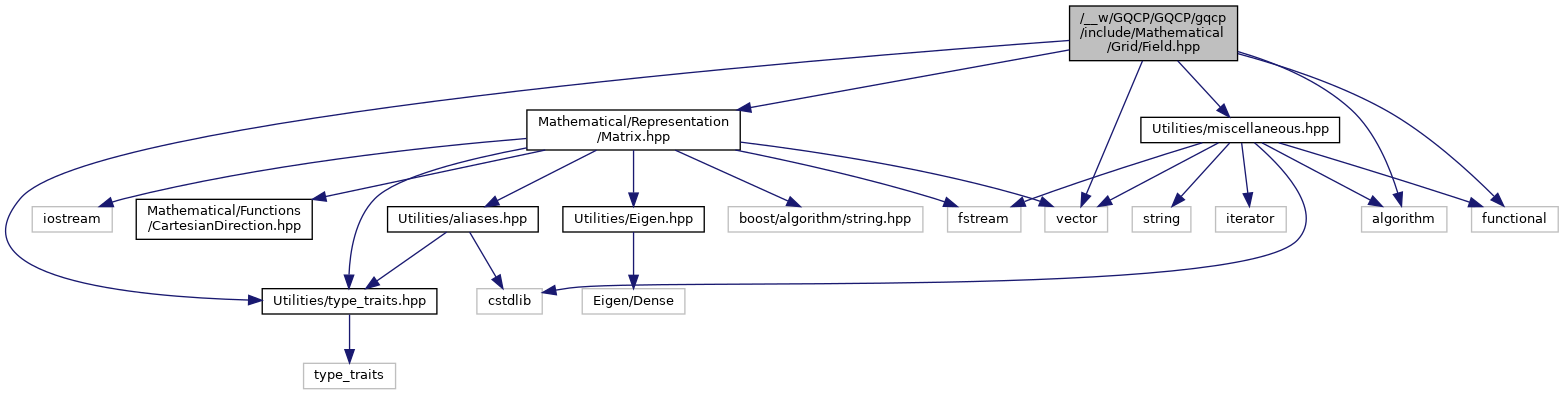 /__w/GQCP/GQCP/gqcp
/include/Mathematical
/Grid/Field.hpp
Mathematical/Representation
/Matrix.hpp
Utilities/miscellaneous.hpp
iostream
Mathematical/Functions
/CartesianDirection.hpp
Utilities/aliases.hpp
Utilities/Eigen.hpp
boost/algorithm/string.hpp
fstream
vector
string
iterator
algorithm
functional
Utilities/type_traits.hpp
cstdlib
Eigen/Dense
type_traits